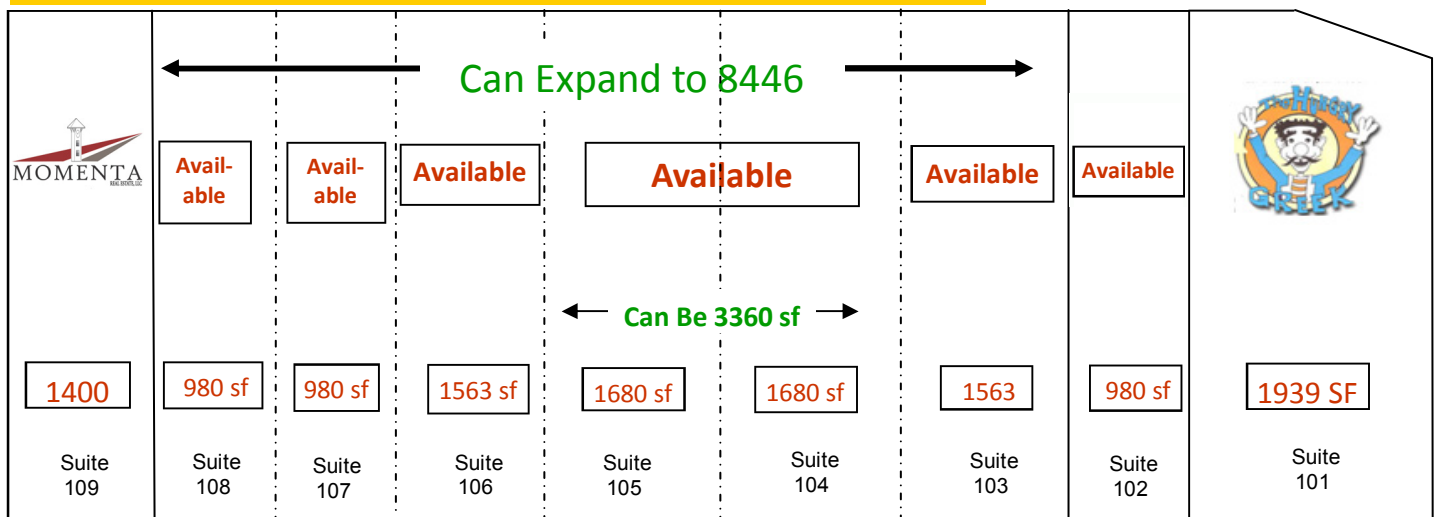 Can Expand to 8446
MOMENTA
REAL ESTATE, LLC
Avail-
able
Avail-
able
Available
Available
Available
Available
THE HUNGRY
GREEK
Can Be 3360 sf
1400
980 sf
980 sf
1563 sf
1680 sf
1680 sf
1563
980 sf
1939 SF
Suite
109
Suite
108
Suite
107
Suite
106
Suite
105
Suite
104
Suite
103
Suite
102
Suite
101